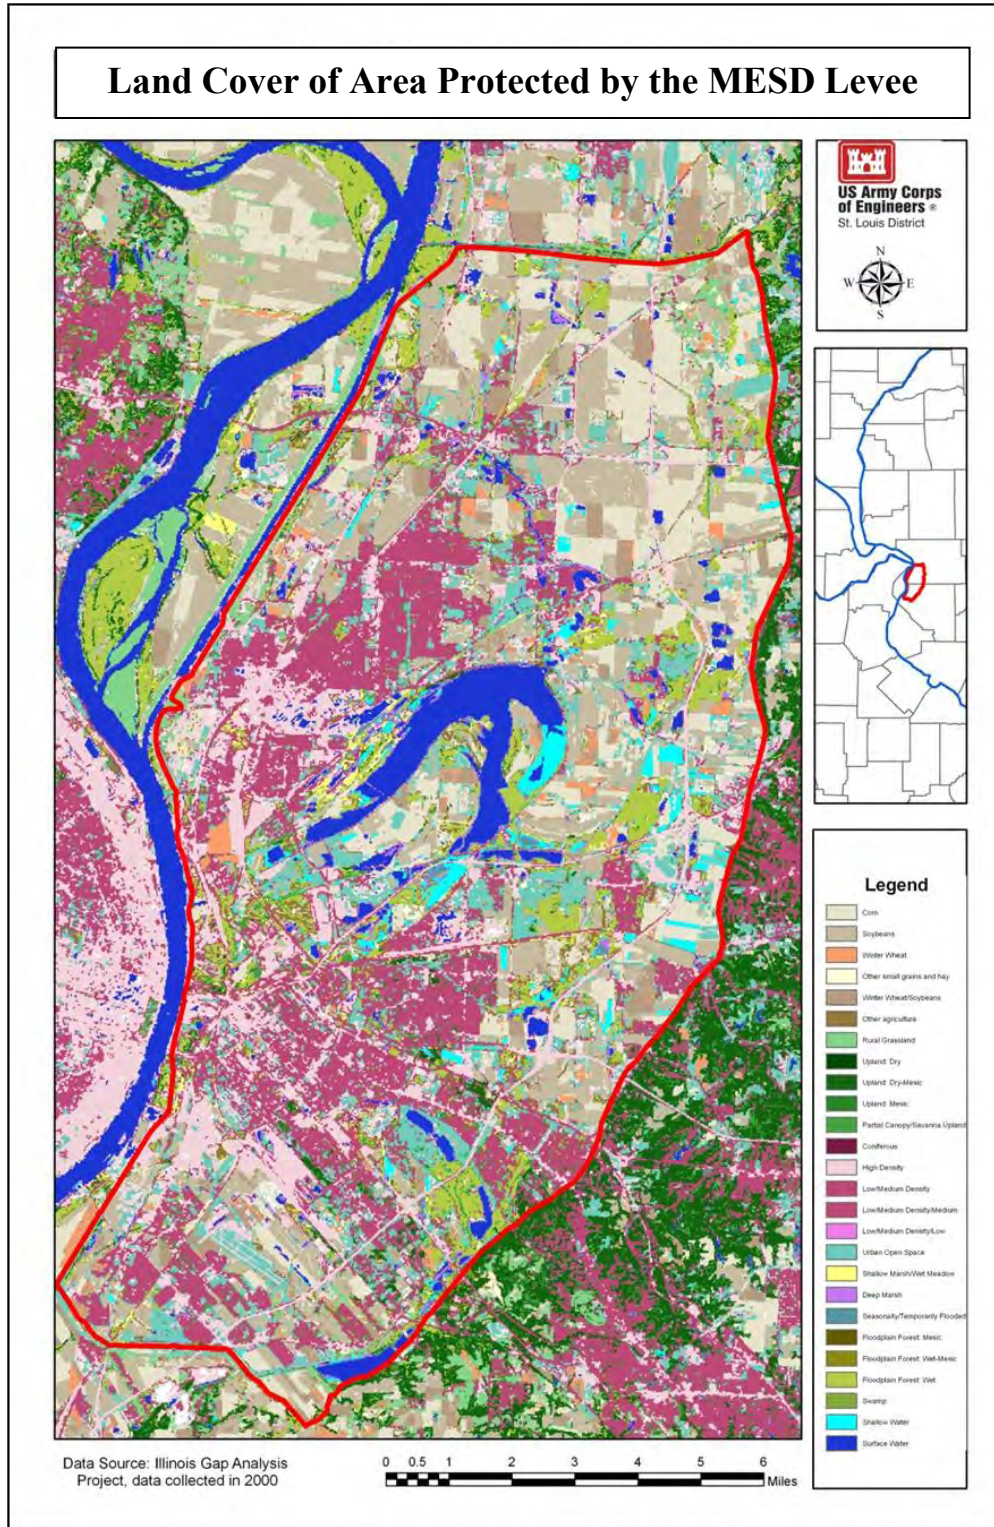 Land Cover of Area Protected by the MESD Levee
US Army Corps
of Engineers ®
St. Louis District
N
W
E
S
Legend
Corn
Soybeans
Winter Wheat
Other small grains and hay
Winter Wheat/Soybeans
Other agriculture
Rural Grassland
Upland: Dry
Upland: Dry-Mesic
Upland: Mesic
Partial Canopy/Savanna Upland
Coniferous
High Density
Low/Medium Density
Low/Medium Density/Medium
Low/Medium Density/Low
Urban Open Space
Shallow Marsh/Wet Meadow
Deep Marsh
Seasonally/Temporarily Flooded
Floodplain Forest: Mesic
Floodplain Forest: Wet-Mesic
Floodplain Forest: Wet
Swamp
Shallow Water
Surface Water
Data Source: Illinois Gap Analysis
Project, data collected in 2000
0 0.5 1 2 3 4 5 6
Miles